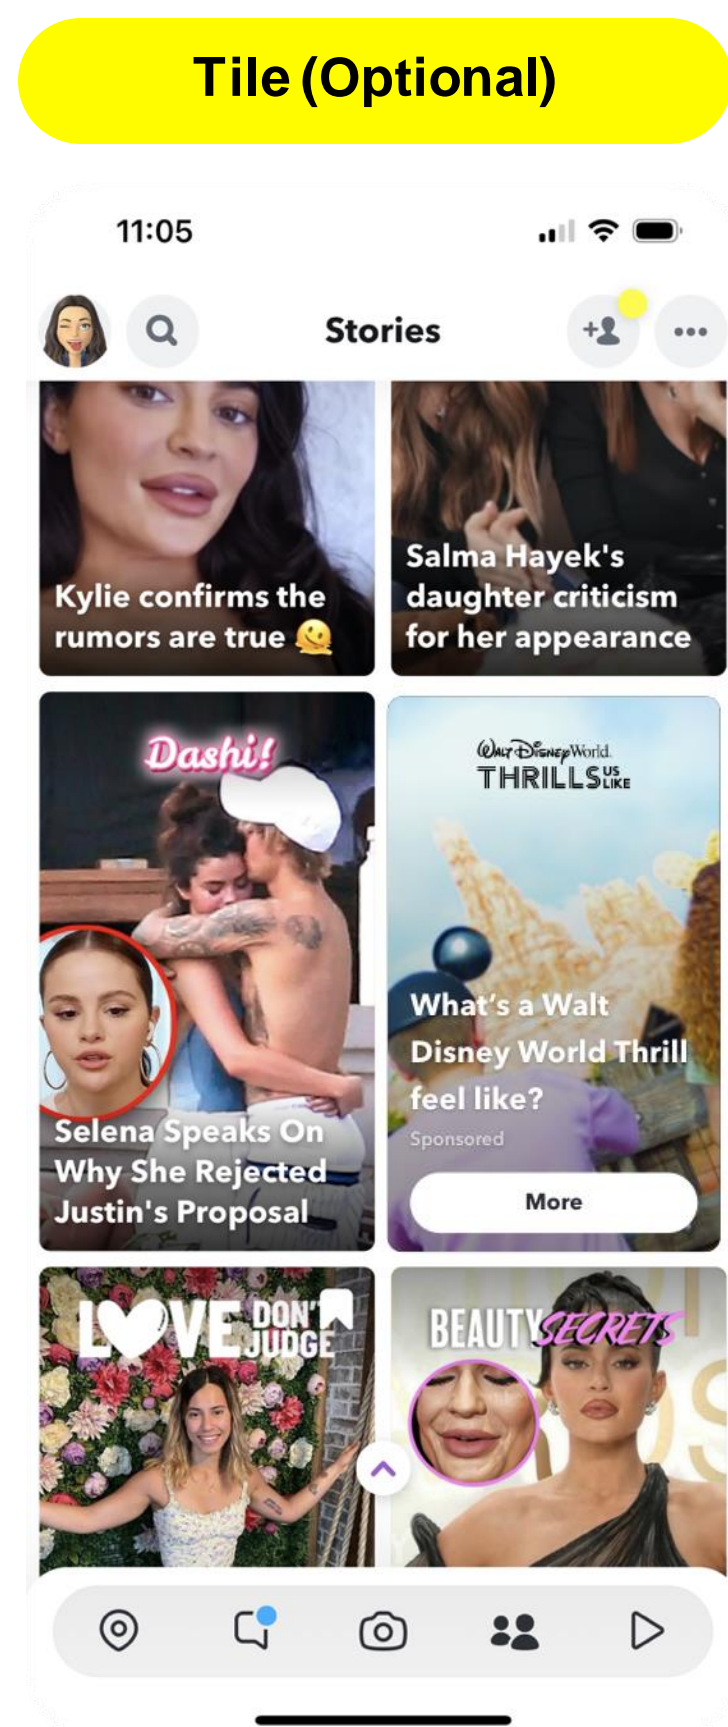 Tile (Optional)
11:05
Stories
Kylie confirms the
rumors are true 🫠
Salma Hayek's
daughter criticism
for her appearance
Dashi!
Selena Speaks On
Why She Rejected
Justin's Proposal
Walt Disney World.
THRILLS US LIKE
What's a Walt
Disney World Thrill
feel like?
Sponsored
More
LOVE DON'T
JUDGE
BEAUTY SECRETS